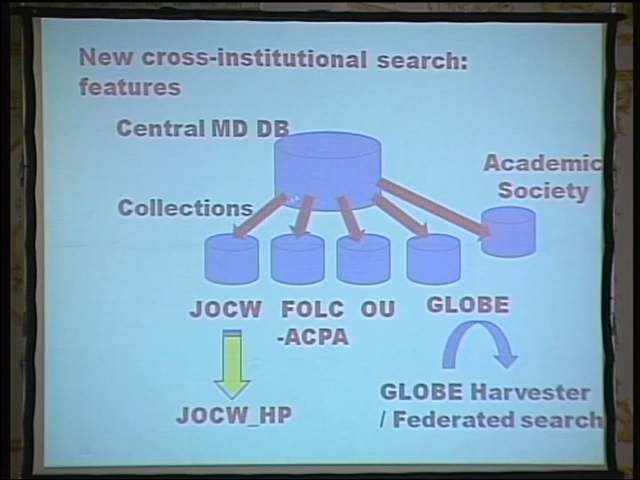 New cross-institutional search:
features
Central MD DB
Academic
Society
Collections
JOCW FOLC OU GLOBE
-ACPA
JOCW_HP
GLOBE Harvester
/ Federated search